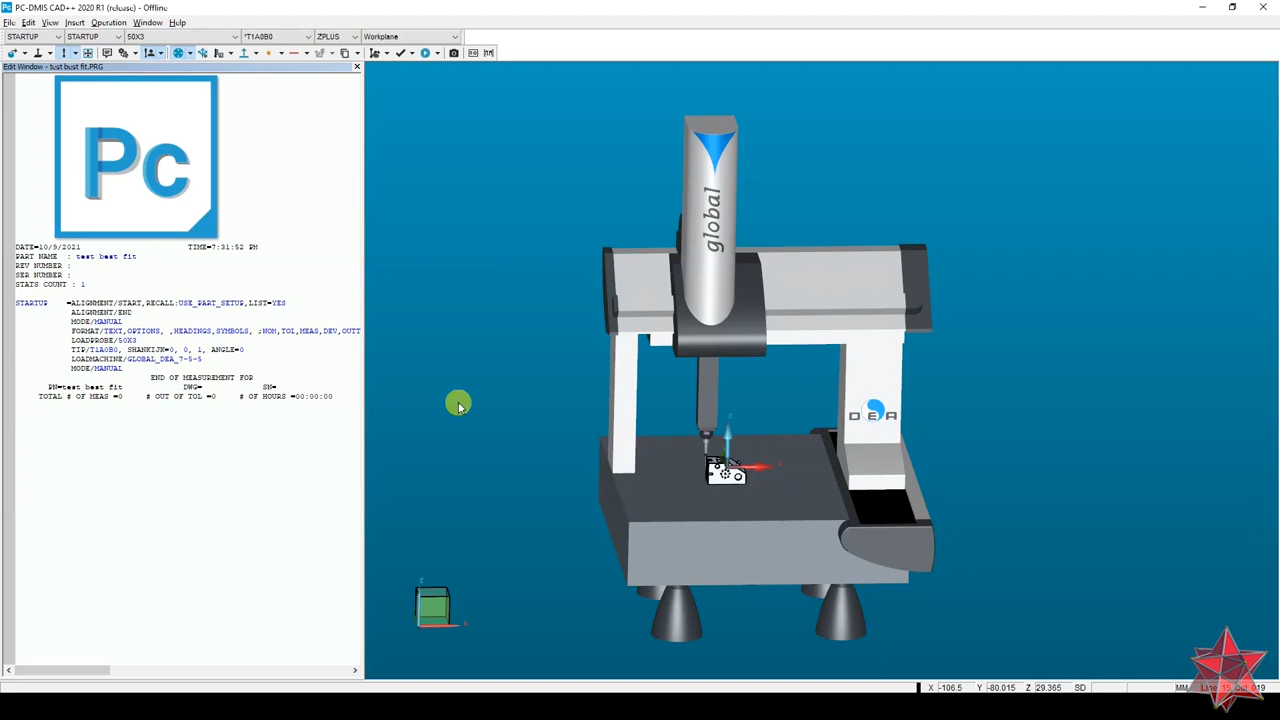 PC-DMIS CAD++ 2020 R1 (release) - Offline
File Edit View Insert Operation Window Help
STARTUP STARTUP 50X3 *T1A0B0 ZPLUS Workplane
Edit Window - test best fit.PRG
Pc
DATE=10/9/2021 TIME=7:31:52 PM
PART NAME : test best fit
REV NUMBER :
SER NUMBER :
STATS COUNT : 1
STARTUP =ALIGNMENT/START,RECALL:USE_PART_SETUP,LIST=YES
ALIGNMENT/END
MODE/MANUAL
FORMAT/TEXT,OPTIONS, ,HEADINGS,SYMBOLS, ;NOM,TOL,MEAS,DEV,OUTT
LOADPROBE/50X3
TIP/T1A0B0, SHANKIJK=0, 0, 1, ANGLE=0
LOADMACHINE/GLOBAL_DEA_7-5-5
MODE/MANUAL
END OF MEASUREMENT FOR
PN=test best fit DWG= SN=
TOTAL # OF MEAS =0 # OUT OF TOL =0 # OF HOURS =00:00:00
global
DEA
Z
X
Z
X
X -106.5 Y -80.015 Z 29.365 SD MM Line 15, Col 019